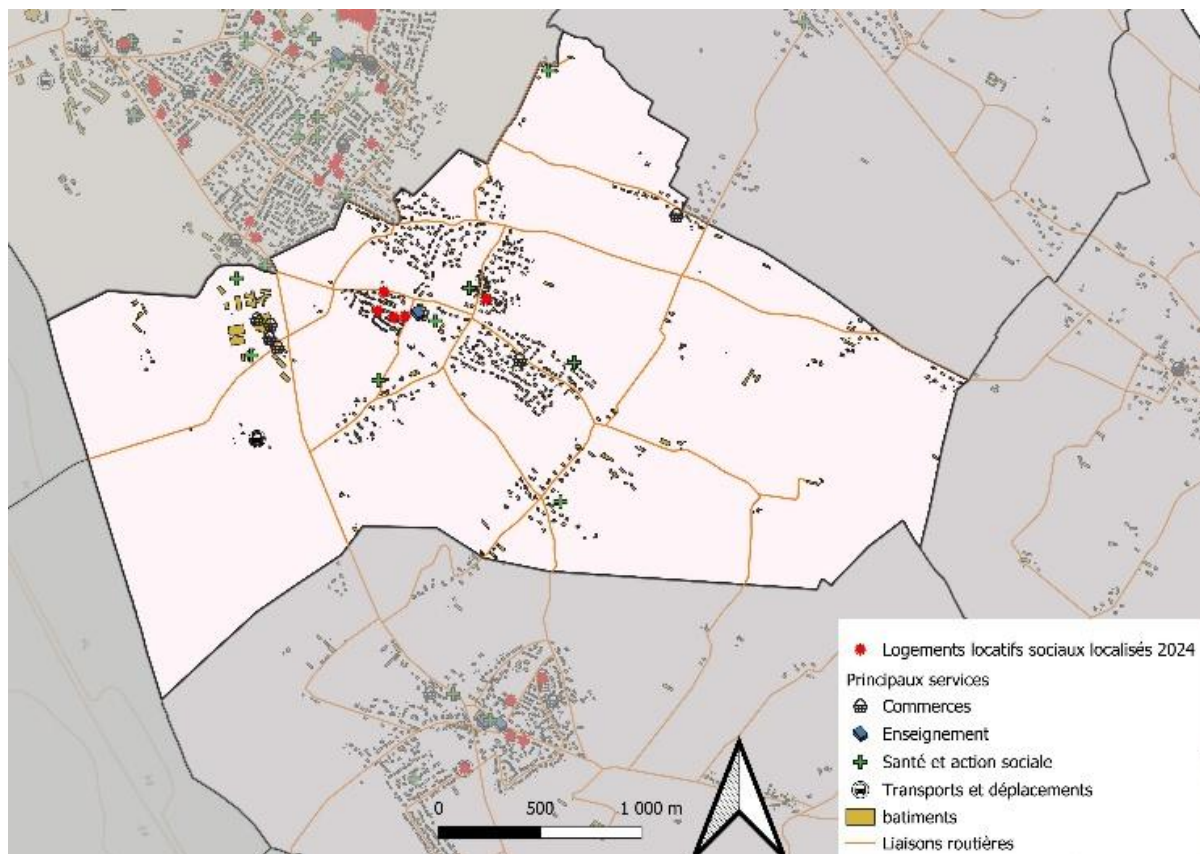 Logements locatifs sociaux localisés 2024
Principaux services
Commerces
Enseignement
Santé et action sociale
Transports et déplacements
batiments
Liaisons routières
0 500 1 000 m